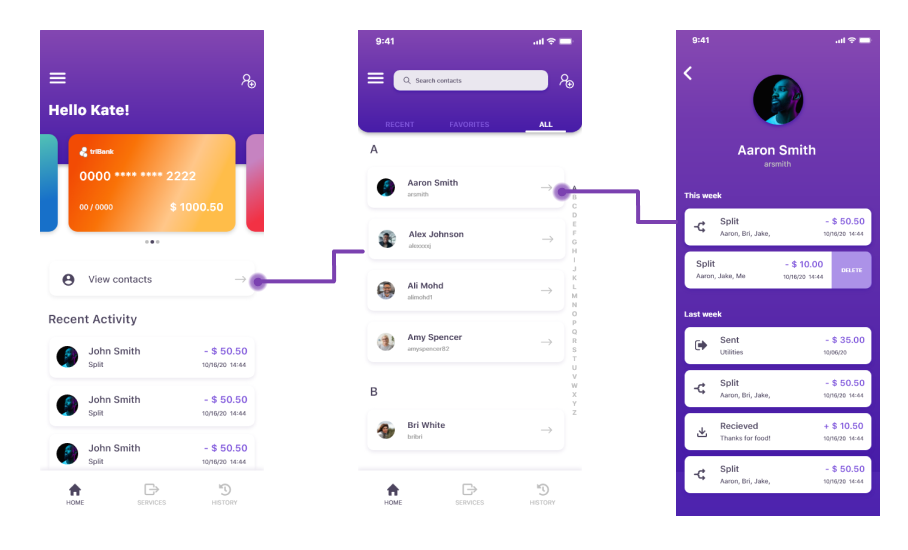 Hello Kate!
triBank
0000 **** **** 2222
00 / 0000
$ 1000.50
View contacts
Recent Activity
John Smith
- $ 50.50
Split
10/16/20 14:44
John Smith
- $ 50.50
Split
10/16/20 14:44
John Smith
- $ 50.50
Split
10/16/20 14:44
HOME
SERVICES
HISTORY
9:41
Search contacts
RECENT
FAVORITES
ALL
A
Aaron Smith
arsmith
Alex Johnson
alexxxj
Ali Mohd
alimohd1
Amy Spencer
amyspencer82
B
Bri White
bribri
A
B
C
D
E
F
G
H
I
J
K
L
M
N
O
P
Q
R
S
T
U
V
W
X
Y
Z
HOME
SERVICES
HISTORY
9:41
Aaron Smith
arsmith
This week
Split
- $ 50.50
Aaron, Bri, Jake,
10/16/20 14:44
Split
- $ 10.00
Aaron, Jake, Me
10/16/20 14:44
DELETE
Last week
Sent
- $ 35.00
Utilities
10/06/20
Split
- $ 50.50
Aaron, Bri, Jake,
10/16/20 14:44
Recieved
+ $ 10.50
Thanks for food!
10/16/20 14:44
Split
- $ 50.50
Aaron, Bri, Jake,
10/16/20 14:44